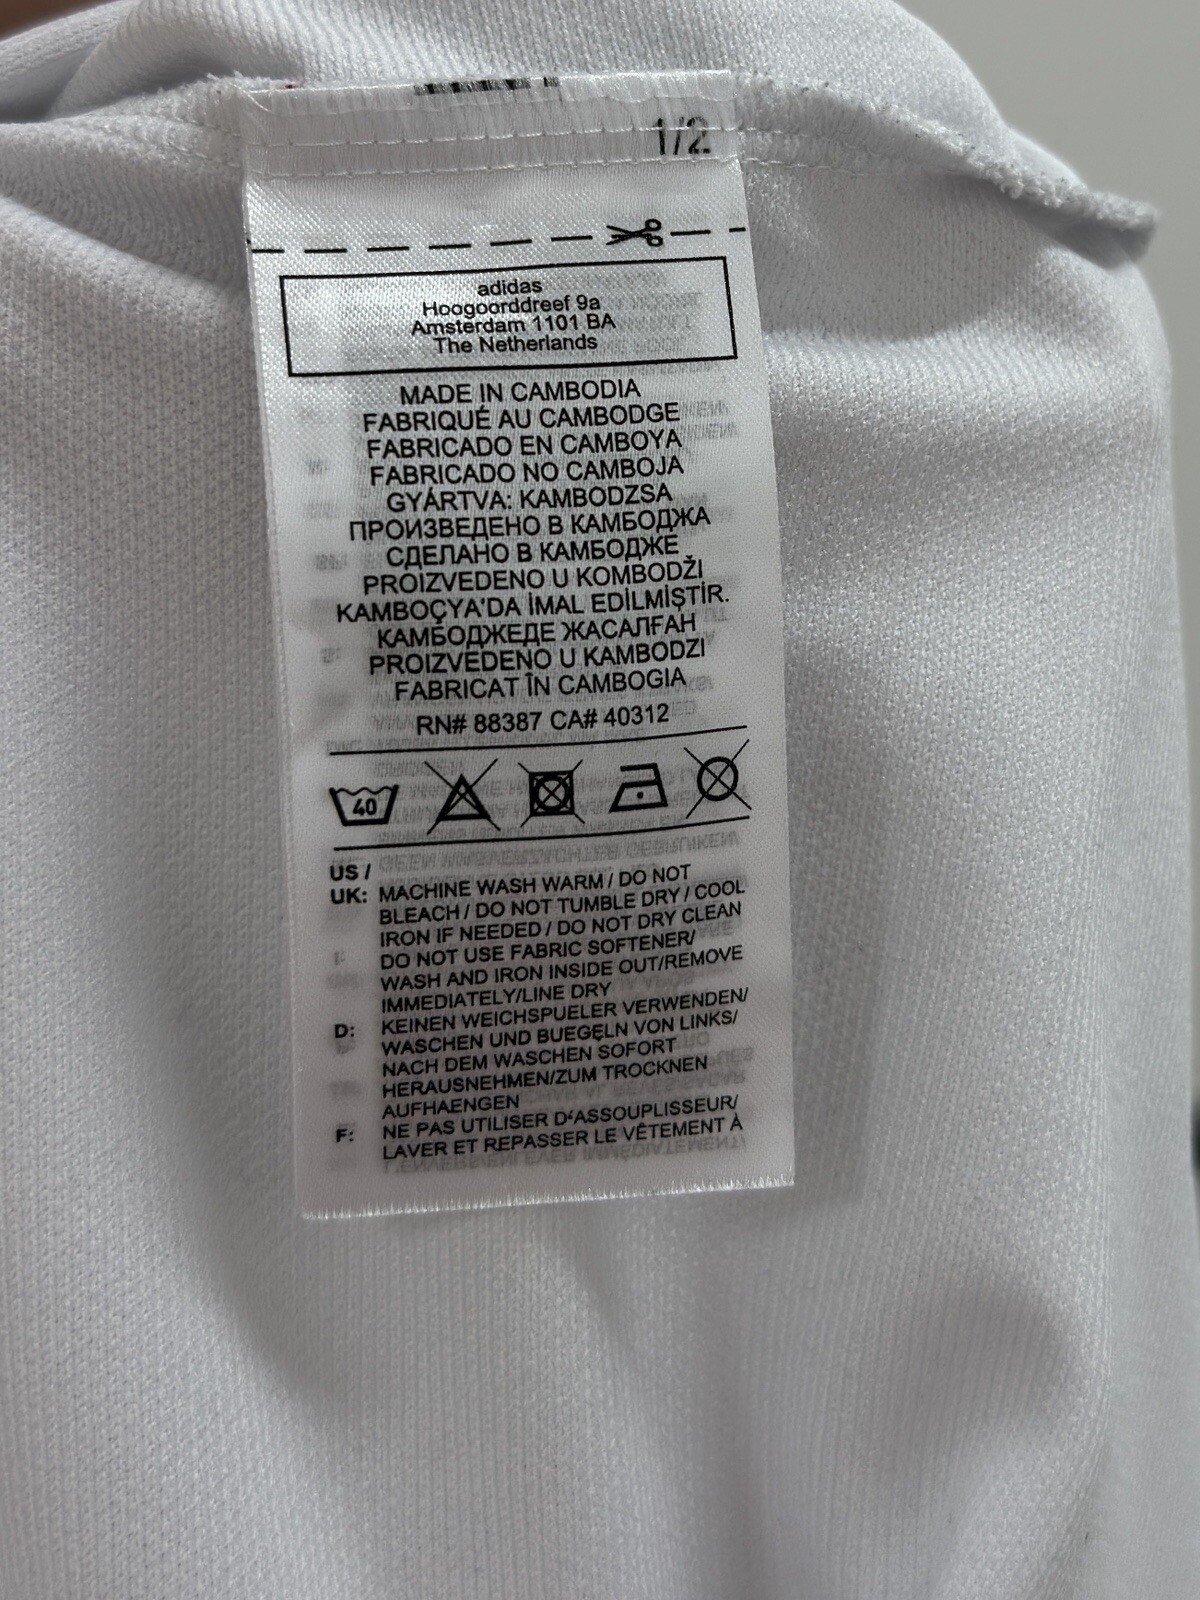 1/2
adidas
Hoogoorddreef 9a
Amsterdam 1101 BA
The Netherlands
MADE IN CAMBODIA
FABRIQUÉ AU CAMBODGE
FABRICADO EN CAMBOYA
FABRICADO NO CAMBOJA
GYÁRTVA: KAMBODZSA
ПРОИЗВЕДЕНО В КАМБОДЖА
СДЕЛАНО В КАМБОДЖЕ
PROIZVEDENO U KOMBODŽI
KAMBOÇYA'DA İMAL EDİLMİŞTİR.
КАМБОДЖЕДЕ ЖАСАЛҒАН
PROIZVEDENO U KAMBODZI
FABRICAT ÎN CAMBOGIA
RN# 88387 CA# 40312
40
US /
UK: MACHINE WASH WARM / DO NOT
BLEACH / DO NOT TUMBLE DRY / COOL
IRON IF NEEDED / DO NOT DRY CLEAN
DO NOT USE FABRIC SOFTENER/
WASH AND IRON INSIDE OUT/REMOVE
IMMEDIATELY/LINE DRY
D: KEINEN WEICHSPUELER VERWENDEN/
WASCHEN UND BUEGELN VON LINKS/
NACH DEM WASCHEN SOFORT
HERAUSNEHMEN/ZUM TROCKNEN
AUFHAENGEN
F: NE PAS UTILISER D'ASSOUPLISSEUR/
LAVER ET REPASSER LE VÊTEMENT À